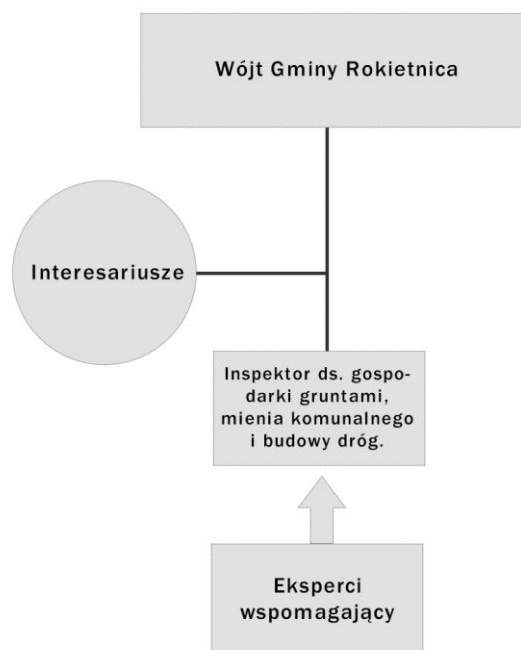 Wójt Gminy Rokietnica
Interesariusze
Inspektor ds. gospo-
darki gruntami,
mienia komunalnego
i budowy dróg.
Eksperci
wspomagający